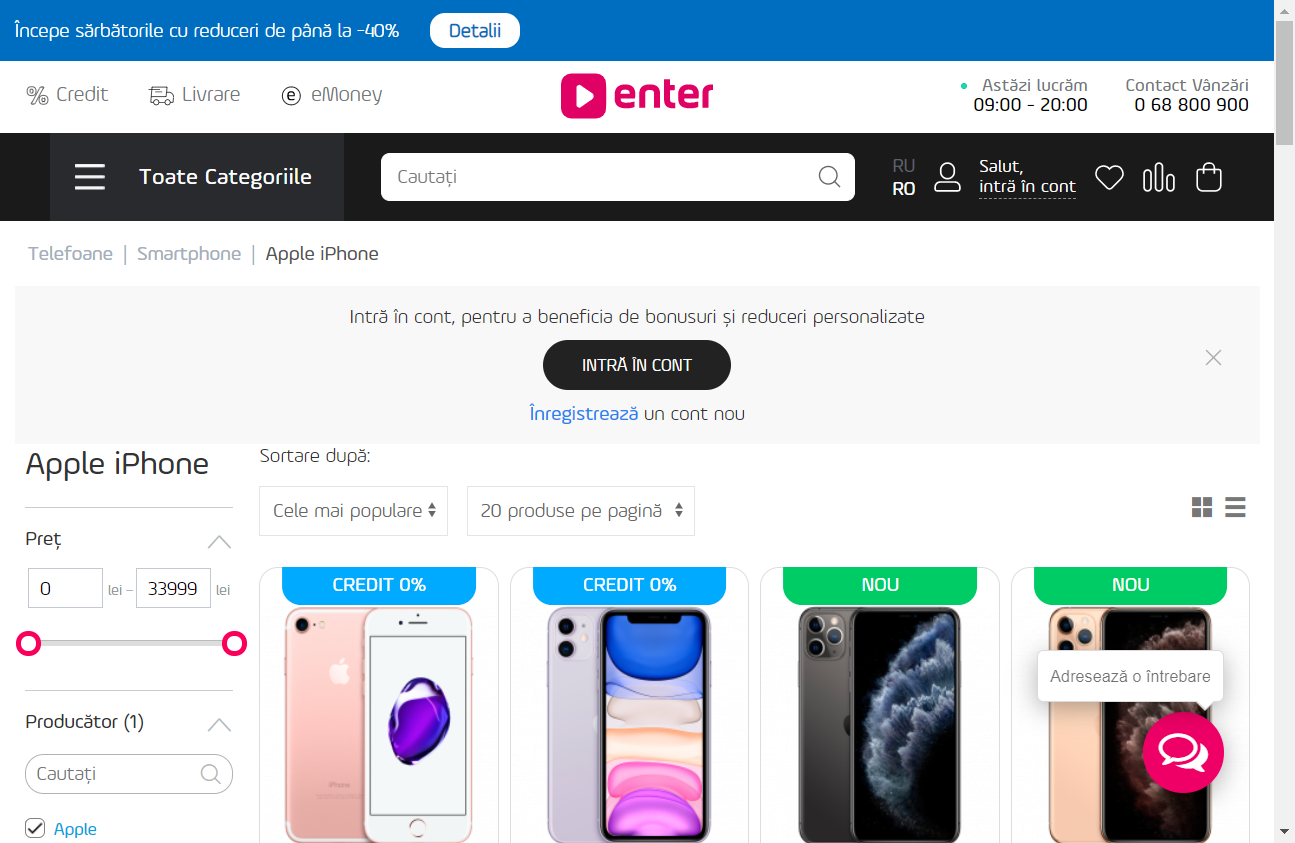 Începe sărbătorile cu reduceri de până la -40%
Detalii
Credit
Livrare
eMoney
enter
Astăzi lucrăm
09:00 - 20:00
Contact Vânzări
0 68 800 900
Toate Categoriile
Cautați
RU
RO
Salut,
intră în cont
Telefoane | Smartphone | Apple iPhone
Intră în cont, pentru a beneficia de bonusuri și reduceri personalizate
INTRĂ ÎN CONT
Înregistrează un cont nou
Apple iPhone
Sortare după:
Cele mai populare
20 produse pe pagină
Preț
0 lei – 33999 lei
Producător (1)
Cautați
Apple
CREDIT 0%
CREDIT 0%
NOU
NOU
iPhone
Adresează o întrebare